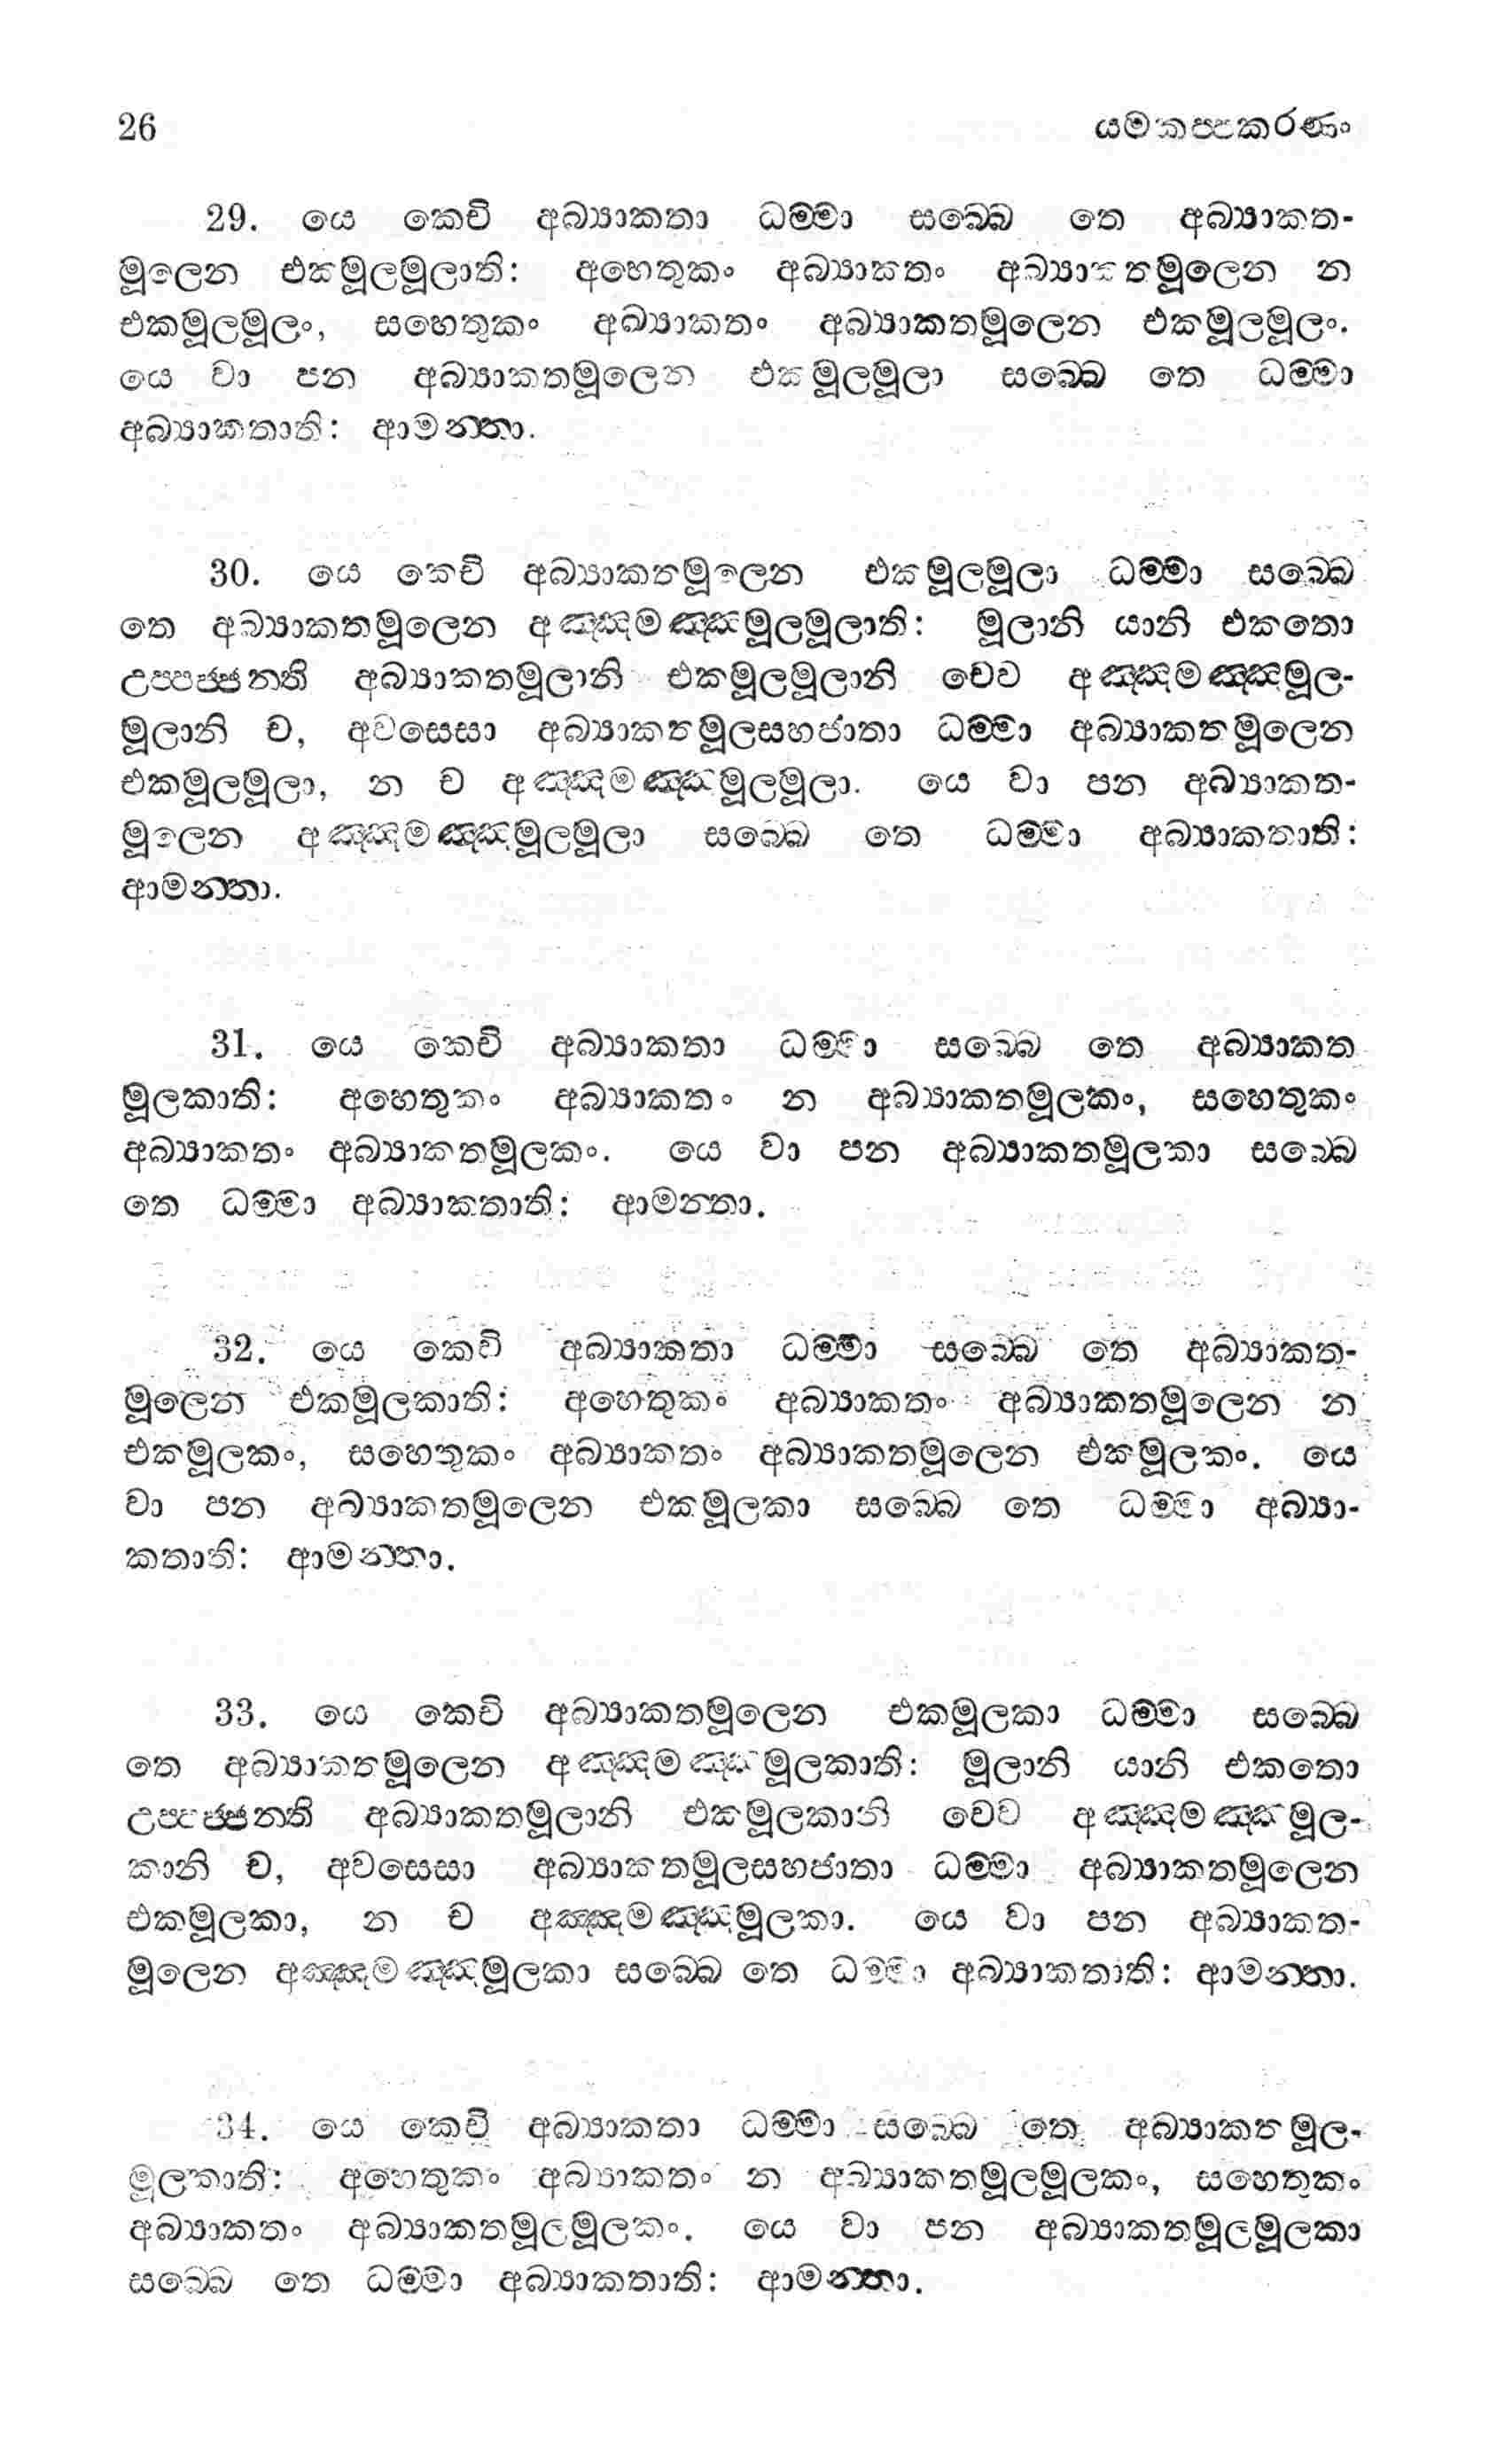 26 යමකප්පකරණං
29. යෙ කෙචි අබ්‍යාකතා ධම්මා සබ්බෙ තෙ අබ්‍යාකත-
මූලෙන එකමූලමූලාති: අහෙතුකං අබ්‍යාකතං අබ්‍යාකතමූලෙන න
එකමූලමූලං, සහෙතුකං අබ්‍යාකතං අබ්‍යාකතමූලෙන එකමූලමූලං.
යෙ වා පන අබ්‍යාකතමූලෙන එකමූලමූලා සබ්බෙ තෙ ධම්මා
අබ්‍යාකතාති: ආමන්තා.
30. යෙ කෙචි අබ්‍යාකතමූලෙන එකමූලමූලා ධම්මා සබ්බෙ
තෙ අබ්‍යාකතමූලෙන අඤ්ඤමඤ්ඤමූලමූලාති: මූලානි යානි එකතො
උප්පජ්ජන්ති අබ්‍යාකතමූලානි එකමූලමූලානි චෙව අඤ්ඤමඤ්ඤමූල-
මූලානි ච, අවසෙසා අබ්‍යාකතමූලසහජාතා ධම්මා අබ්‍යාකතමූලෙන
එකමූලමූලා, න ච අඤ්ඤමඤ්ඤමූලමූලා. යෙ වා පන අබ්‍යාකත-
මූලෙන අඤ්ඤමඤ්ඤමූලමූලා සබ්බෙ තෙ ධම්මා අබ්‍යාකතාති:
ආමන්තා.
31. යෙ කෙචි අබ්‍යාකතා ධම්මා සබ්බෙ තෙ අබ්‍යාකත
මූලකාති: අහෙතුකං අබ්‍යාකතං න අබ්‍යාකතමූලකං, සහෙතුකං
අබ්‍යාකතං අබ්‍යාකතමූලකං. යෙ වා පන අබ්‍යාකතමූලකා සබ්බෙ
තෙ ධම්මා අබ්‍යාකතාති: ආමන්තා.
32. යෙ කෙචි අබ්‍යාකතා ධම්මා සබ්බෙ තෙ අබ්‍යාකත-
මූලෙන එකමූලකාති: අහෙතුකං අබ්‍යාකතං අබ්‍යාකතමූලෙන න
එකමූලකං, සහෙතුකං අබ්‍යාකතං අබ්‍යාකතමූලෙන එකමූලකං. යෙ
වා පන අබ්‍යාකතමූලෙන එකමූලකා සබ්බෙ තෙ ධම්මා අබ්‍යා-
කතාති: ආමන්තා.
33. යෙ කෙචි අබ්‍යාකතමූලෙන එකමූලකා ධම්මා සබ්බෙ
තෙ අබ්‍යාකතමූලෙන අඤ්ඤමඤ්ඤමූලකාති: මූලානි යානි එකතො
උප්පජ්ජන්ති අබ්‍යාකතමූලානි එකමූලකානි චෙව අඤ්ඤමඤ්ඤමූල-
කානි ච, අවසෙසා අබ්‍යාකතමූලසහජාතා ධම්මා අබ්‍යාකතමූලෙන
එකමූලකා, න ච අඤ්ඤමඤ්ඤමූලකා. යෙ වා පන අබ්‍යාකත-
මූලෙන අඤ්ඤමඤ්ඤමූලකා සබ්බෙ තෙ ධම්මා අබ්‍යාකතාති: ආමන්තා.
34. යෙ කෙචි අබ්‍යාකතා ධම්මා සබ්බෙ තෙ අබ්‍යාකතමූල-
මූලකාති: අහෙතුකං අබ්‍යාකතං න අබ්‍යාකතමූලමූලකං, සහෙතුකං
අබ්‍යාකතං අබ්‍යාකතමූලමූලකං. යෙ වා පන අබ්‍යාකතමූලමූලකා
සබ්බෙ තෙ ධම්මා අබ්‍යාකතාති: ආමන්තා.